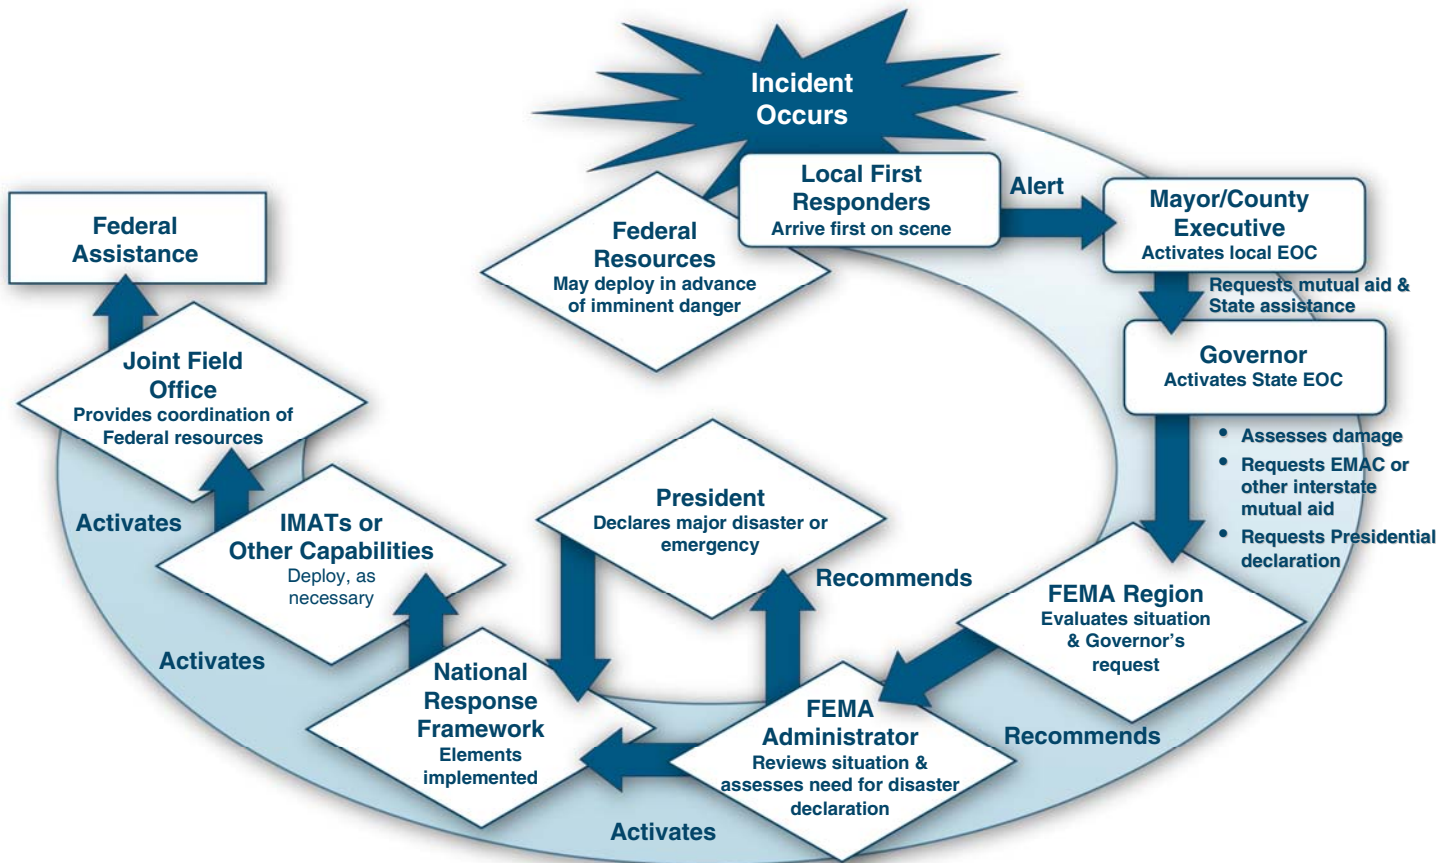 Incident
Occurs
Local First
Responders
Arrive first on scene
Alert
Mayor/County
Executive
Activates local EOC
Federal
Resources
May deploy in advance
of imminent danger
Requests mutual aid &
State assistance
Governor
Activates State EOC
• Assesses damage
• Requests EMAC or
other interstate
mutual aid
• Requests Presidential
declaration
FEMA Region
Evaluates situation
& Governor's
request
Recommends
FEMA
Administrator
Reviews situation &
assesses need for disaster
declaration
Recommends
President
Declares major disaster or
emergency
Activates
National
Response
Framework
Elements
implemented
Activates
IMATs or
Other Capabilities
Deploy, as
necessary
Activates
Joint Field
Office
Provides coordination of
Federal resources
Federal
Assistance